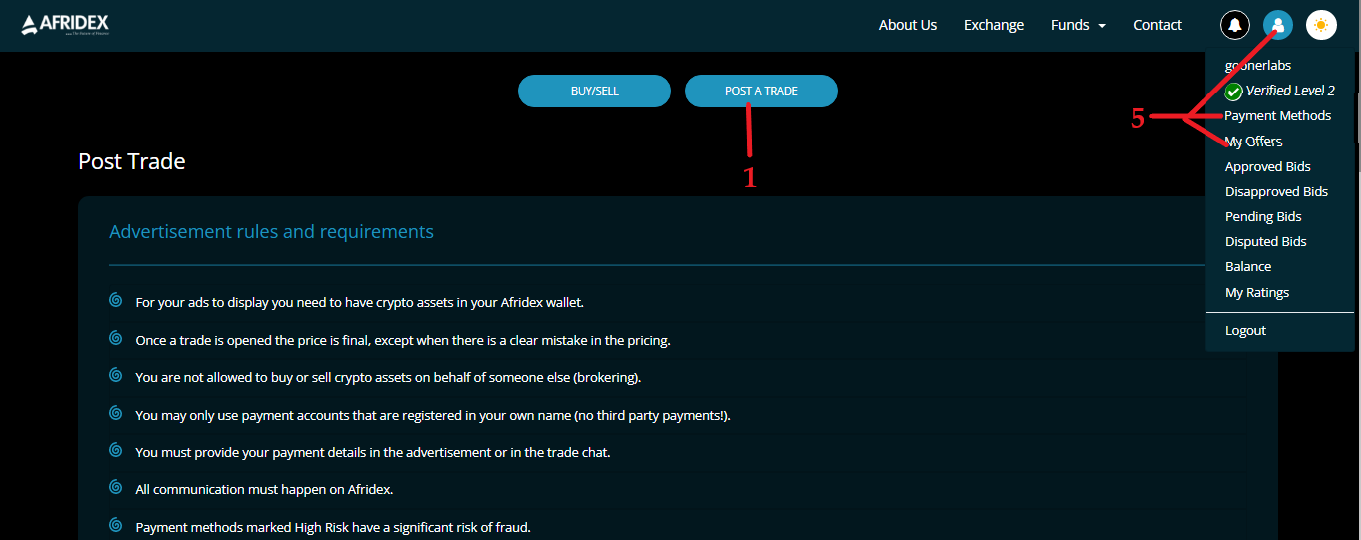 AFRIDEX
About Us Exchange Funds Contact
BUY/SELL POST A TRADE
1
5
goonerlabs
Verified Level 2
Payment Methods
My Offers
Approved Bids
Disapproved Bids
Pending Bids
Disputed Bids
Balance
My Ratings
Logout
Post Trade
Advertisement rules and requirements
For your ads to display you need to have crypto assets in your Afridex wallet.
Once a trade is opened the price is final, except when there is a clear mistake in the pricing.
You are not allowed to buy or sell crypto assets on behalf of someone else (brokering).
You may only use payment accounts that are registered in your own name (no third party payments!).
You must provide your payment details in the advertisement or in the trade chat.
All communication must happen on Afridex.
Payment methods marked High Risk have a significant risk of fraud.